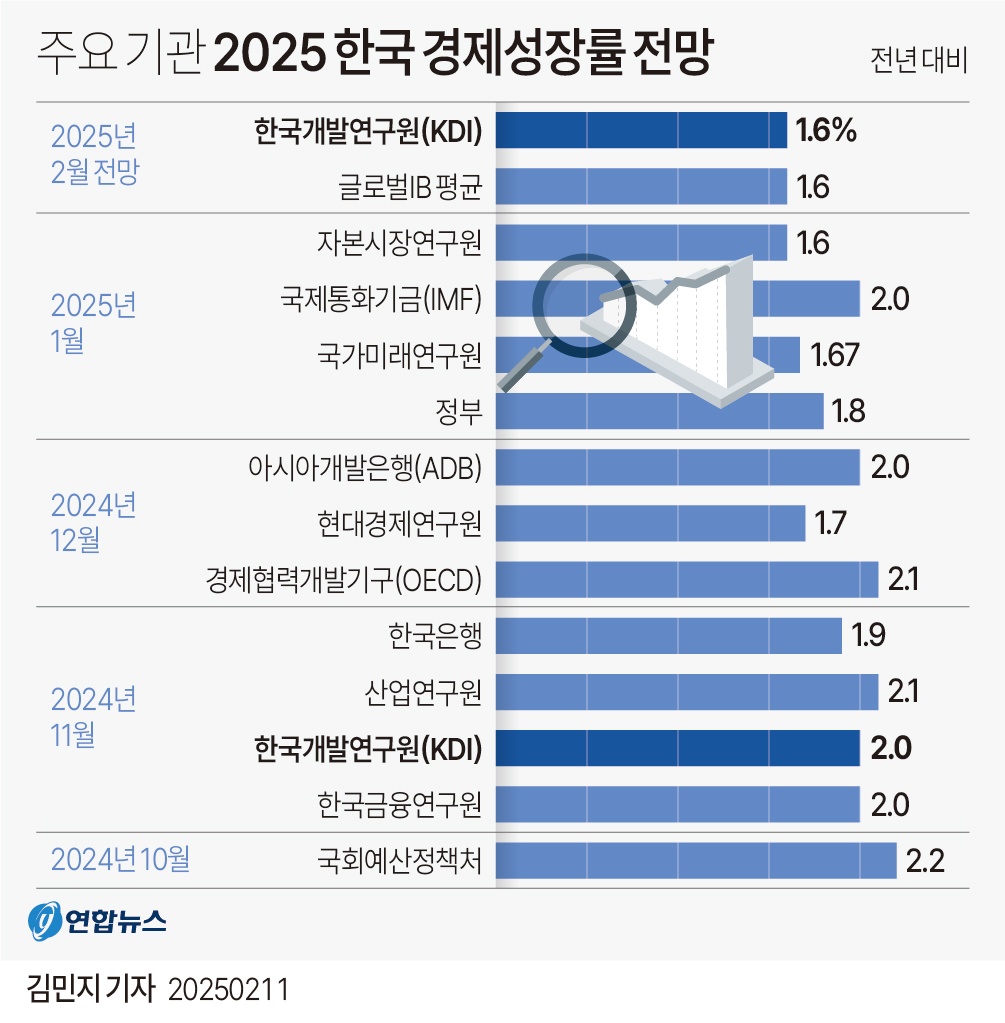 주요 기관 2025 한국 경제성장률 전망
전년 대비
2025년
2월 전망
한국개발연구원(KDI) 1.6%
글로벌IB 평균 1.6
2025년
1월
자본시장연구원 1.6
국제통화기금(IMF) 2.0
국가미래연구원 1.67
정부 1.8
2024년
12월
아시아개발은행(ADB) 2.0
현대경제연구원 1.7
경제협력개발기구(OECD) 2.1
2024년
11월
한국은행 1.9
산업연구원 2.1
한국개발연구원(KDI) 2.0
한국금융연구원 2.0
2024년 10월
국회예산정책처 2.2
연합뉴스
김민지 기자 20250211